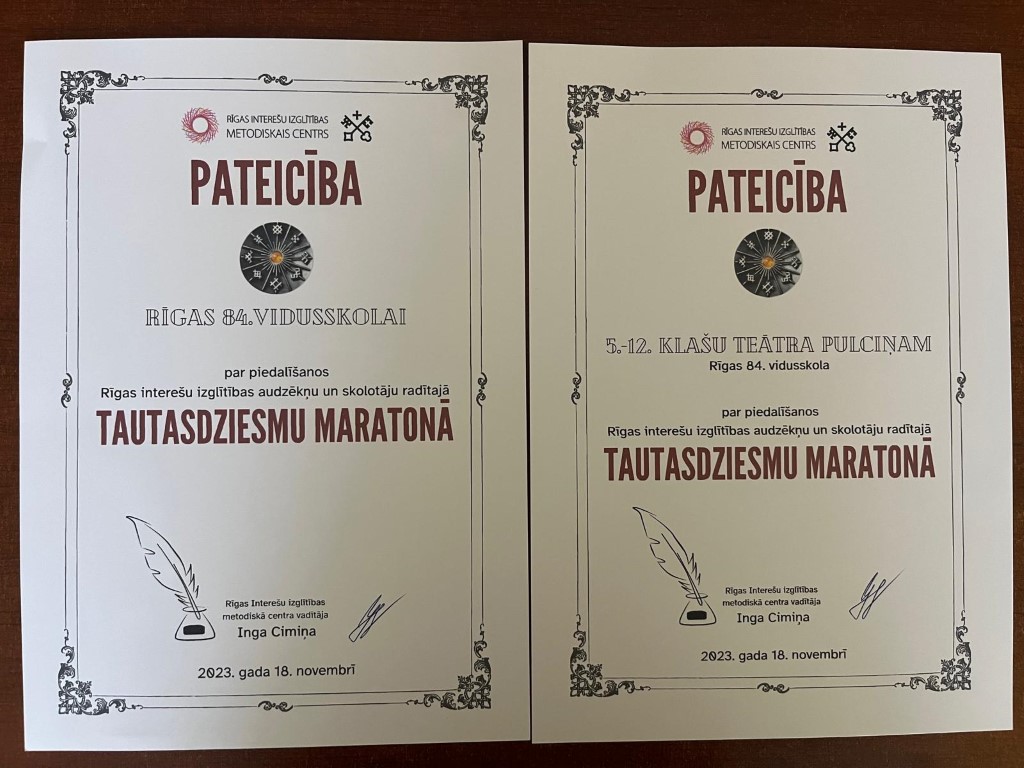 RĪGAS INTEREŠU IZGLĪTĪBAS
METODISKAIS CENTRS
PATEICĪBA
RĪGAS 84.VIDUSSKOLAI
par piedalīšanos
Rīgas interešu izglītības audzēkņu un skolotāju radītajā
TAUTASDZIESMU MARATONĀ
Rīgas Interešu izglītības
metodiskā centra vadītāja
Inga Cimiņa
2023. gada 18. novembrī
RĪGAS INTEREŠU IZGLĪTĪBAS
METODISKAIS CENTRS
PATEICĪBA
5.-12. KLAŠU TEĀTRA PULCIŅAM
Rīgas 84. vidusskola
par piedalīšanos
Rīgas interešu izglītības audzēkņu un skolotāju radītajā
TAUTASDZIESMU MARATONĀ
Rīgas Interešu izglītības
metodiskā centra vadītāja
Inga Cimiņa
2023. gada 18. novembrī